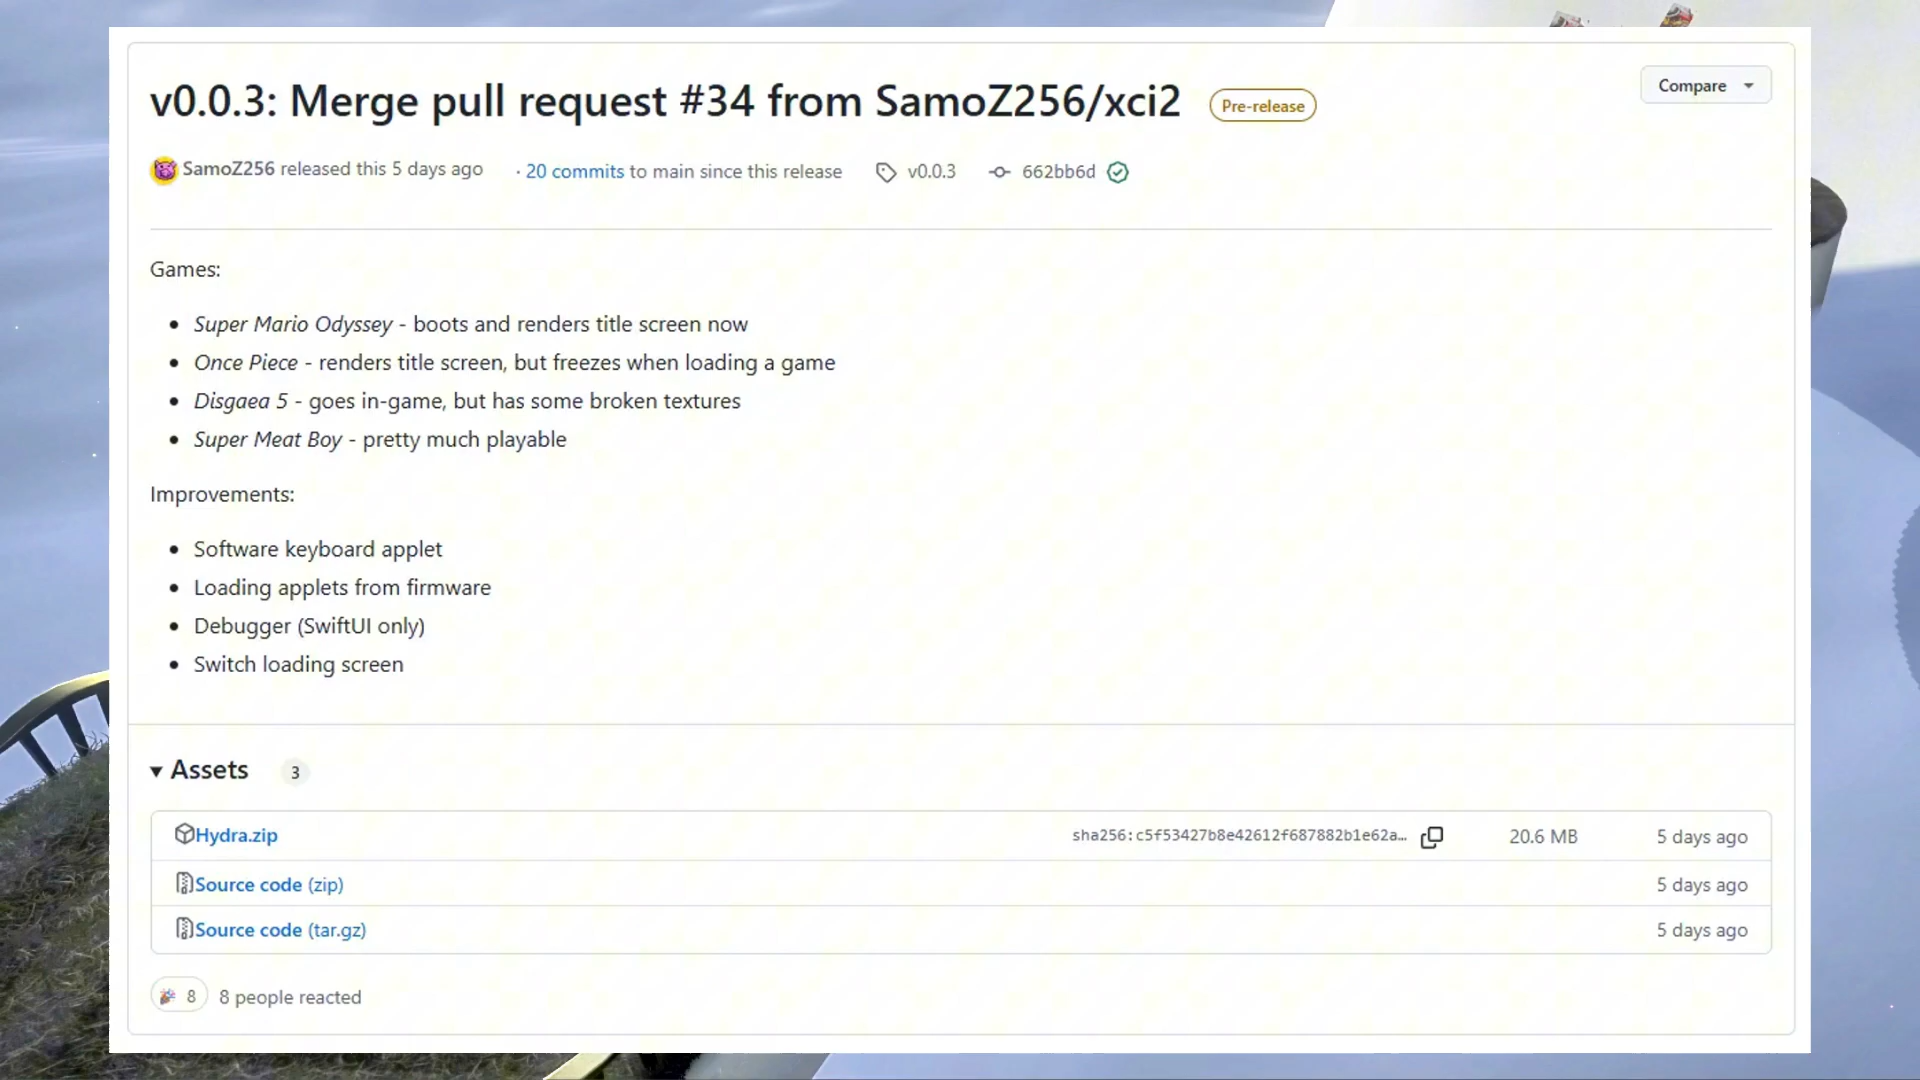 v0.0.3: Merge pull request #34 from SamoZ256/xci2 Pre-release Compare
SamoZ256 released this 5 days ago · 20 commits to main since this release v0.0.3 662bb6d
Games:
• Super Mario Odyssey - boots and renders title screen now
• Once Piece - renders title screen, but freezes when loading a game
• Disgaea 5 - goes in-game, but has some broken textures
• Super Meat Boy - pretty much playable
Improvements:
• Software keyboard applet
• Loading applets from firmware
• Debugger (SwiftUI only)
• Switch loading screen
Assets 3
Hydra.zip sha256:c5f53427b8e42612f687882b1e62a… 20.6 MB 5 days ago
Source code (zip) 5 days ago
Source code (tar.gz) 5 days ago
8 8 people reacted